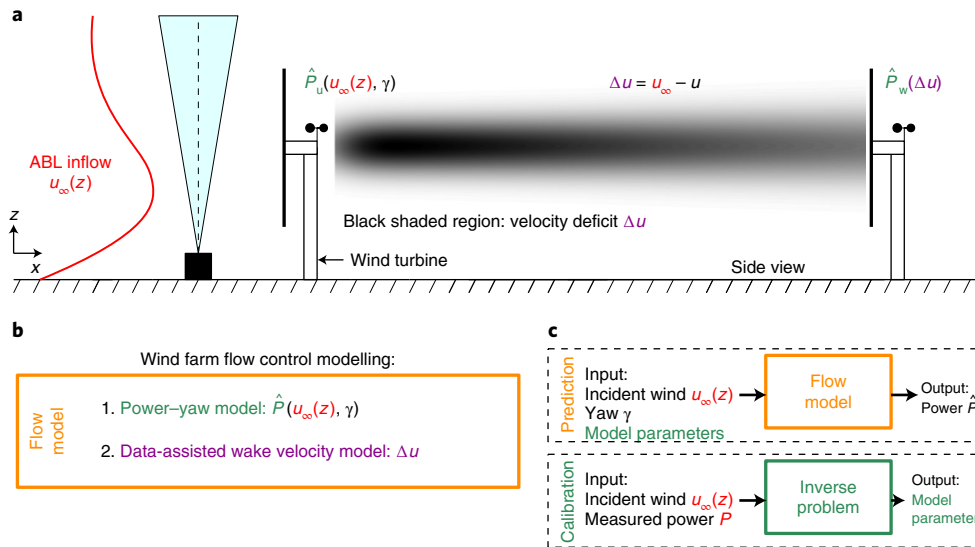 a
P̂u(u∞(z), γ)
Δu = u∞ − u
P̂w(Δu)
ABL inflow
u∞(z)
Black shaded region: velocity deficit Δu
z
x
Wind turbine
Side view
b
Wind farm flow control modelling:
Flow
model
1. Power–yaw model: P̂(u∞(z), γ)
2. Data-assisted wake velocity model: Δu
c
Prediction
Input:
Incident wind u∞(z)
Yaw γ
Model parameters
Flow
model
Output:
Power P̂
Calibration
Input:
Incident wind u∞(z)
Measured power P
Inverse
problem
Output:
Model
paramete